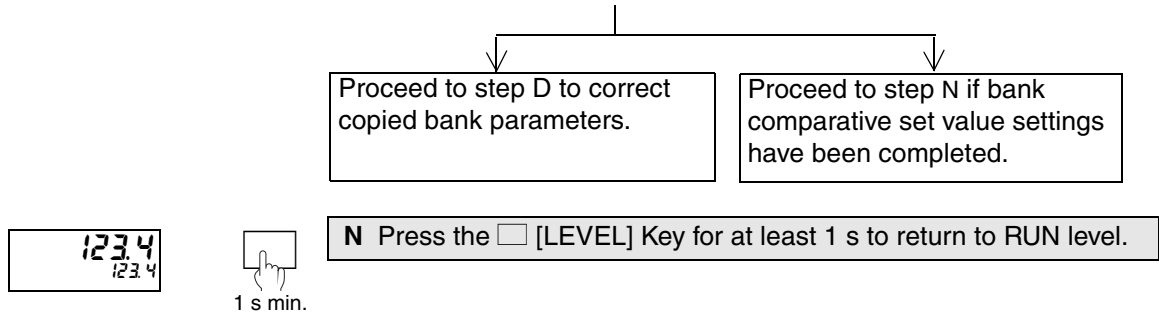 Proceed to step D to correct
copied bank parameters.
Proceed to step N if bank
comparative set value settings
have been completed.
123.4
123.4
1 s min.
N Press the □ [LEVEL] Key for at least 1 s to return to RUN level.